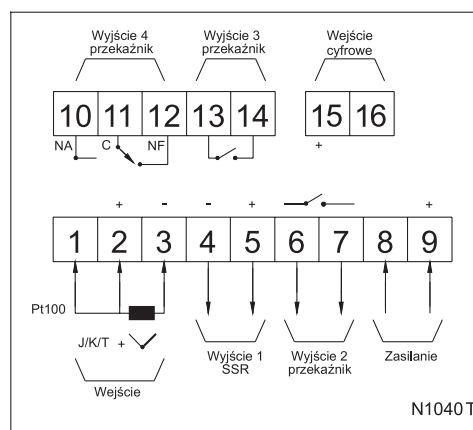 Wyjście 4 Wyjście 3 Wejście
przekaźnik przekaźnik cyfrowe
10 11 12 13 14 15 16
NA C NF +
+ - - + +
1 2 3 4 5 6 7 8 9
Pt100
J/K/T +
Wejście
Wyjście 1 Wyjście 2 Zasilanie
SSR przekaźnik
N1040T